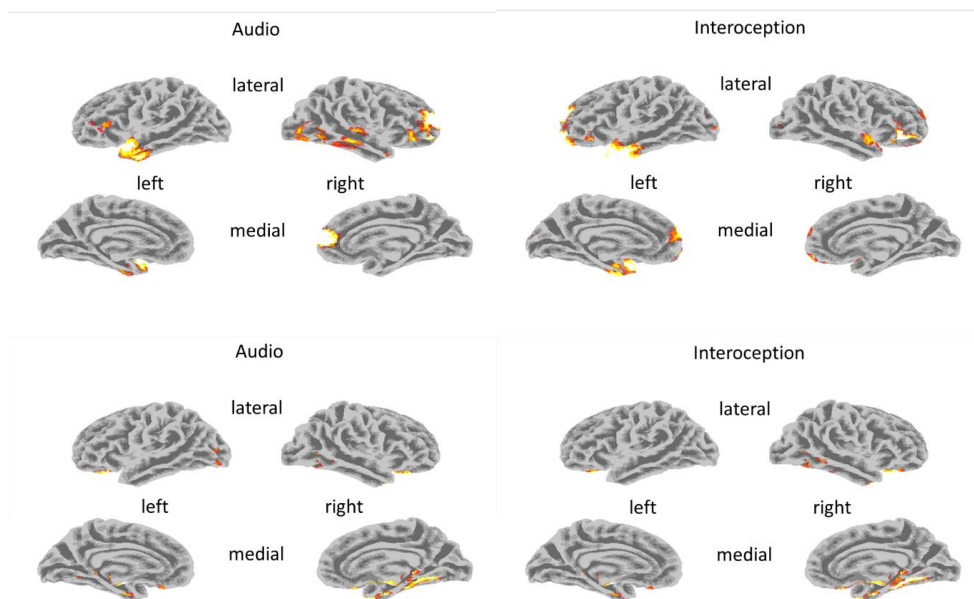 Audio
lateral
left right
medial
Interoception
lateral
left right
medial
Audio
lateral
left right
medial
Interoception
lateral
left right
medial